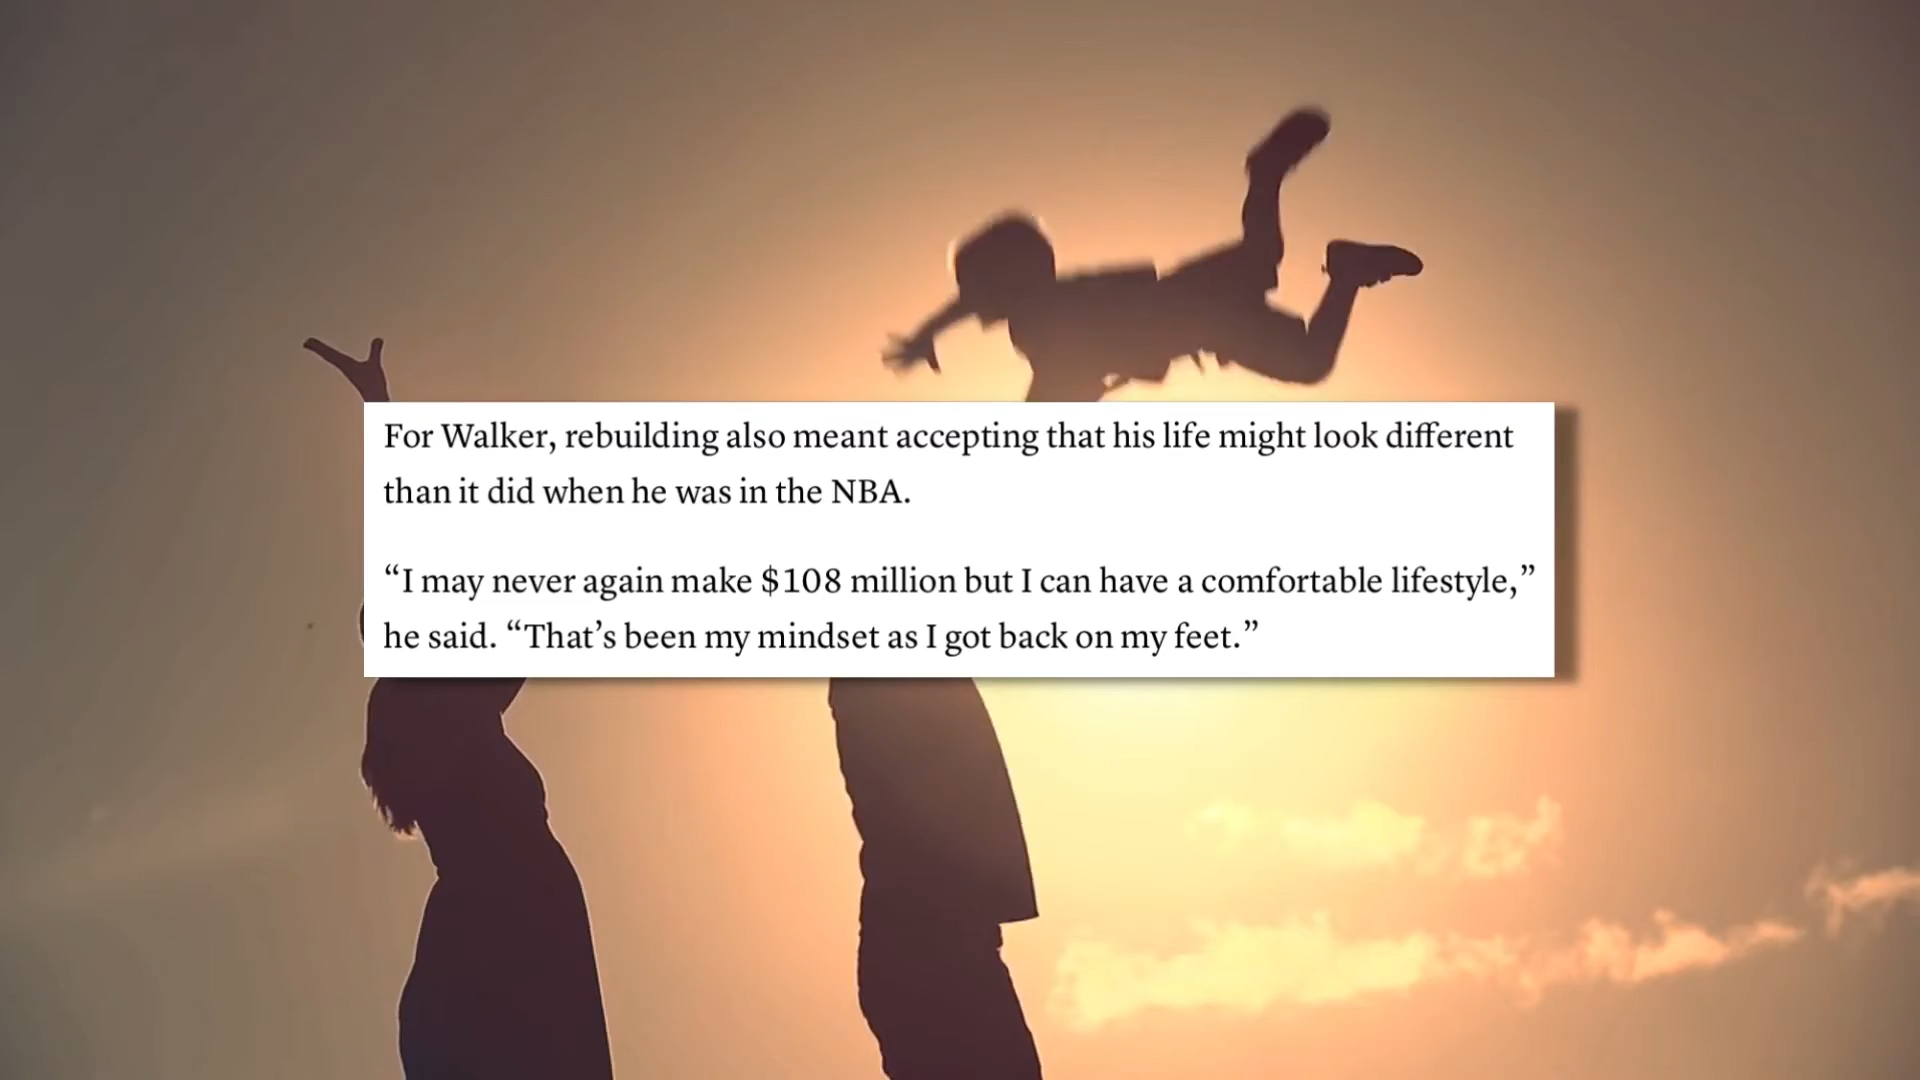 For Walker, rebuilding also meant accepting that his life might look different
than it did when he was in the NBA.
“I may never again make $108 million but I can have a comfortable lifestyle,”
he said. “That’s been my mindset as I got back on my feet.”